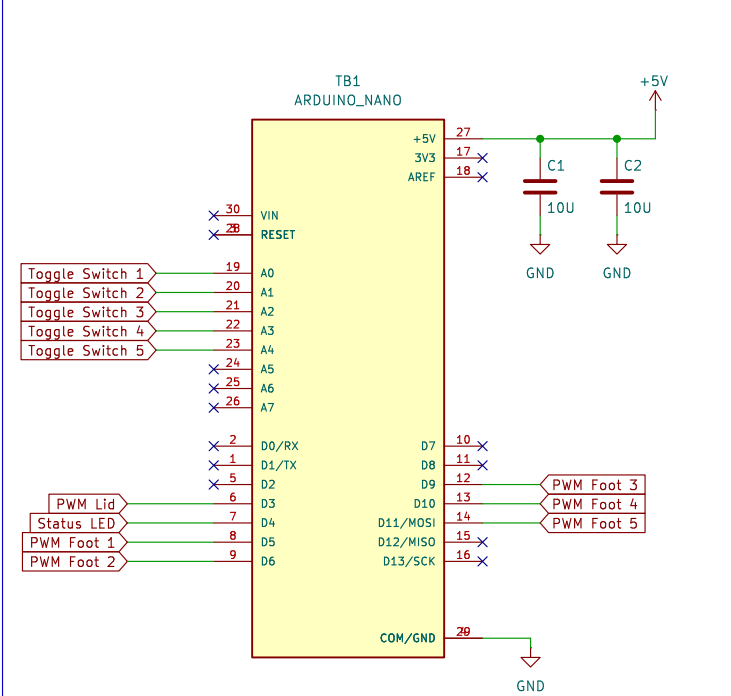 TB1
ARDUINO_NANO
+5V
27 +5V
17 3V3
18 AREF
C1
10U
C2
10U
GND
GND
30 VIN
28 RESET
Toggle Switch 1 19 A0
Toggle Switch 2 20 A1
Toggle Switch 3 21 A2
Toggle Switch 4 22 A3
Toggle Switch 5 23 A4
24 A5
25 A6
26 A7
2 D0/RX
1 D1/TX
5 D2
PWM Lid 6 D3
Status LED 7 D4
PWM Foot 1 8 D5
PWM Foot 2 9 D6
D7 10
D8 11
D9 12 PWM Foot 3
D10 13 PWM Foot 4
D11/MOSI 14 PWM Foot 5
D12/MISO 15
D13/SCK 16
COM/GND 29
GND